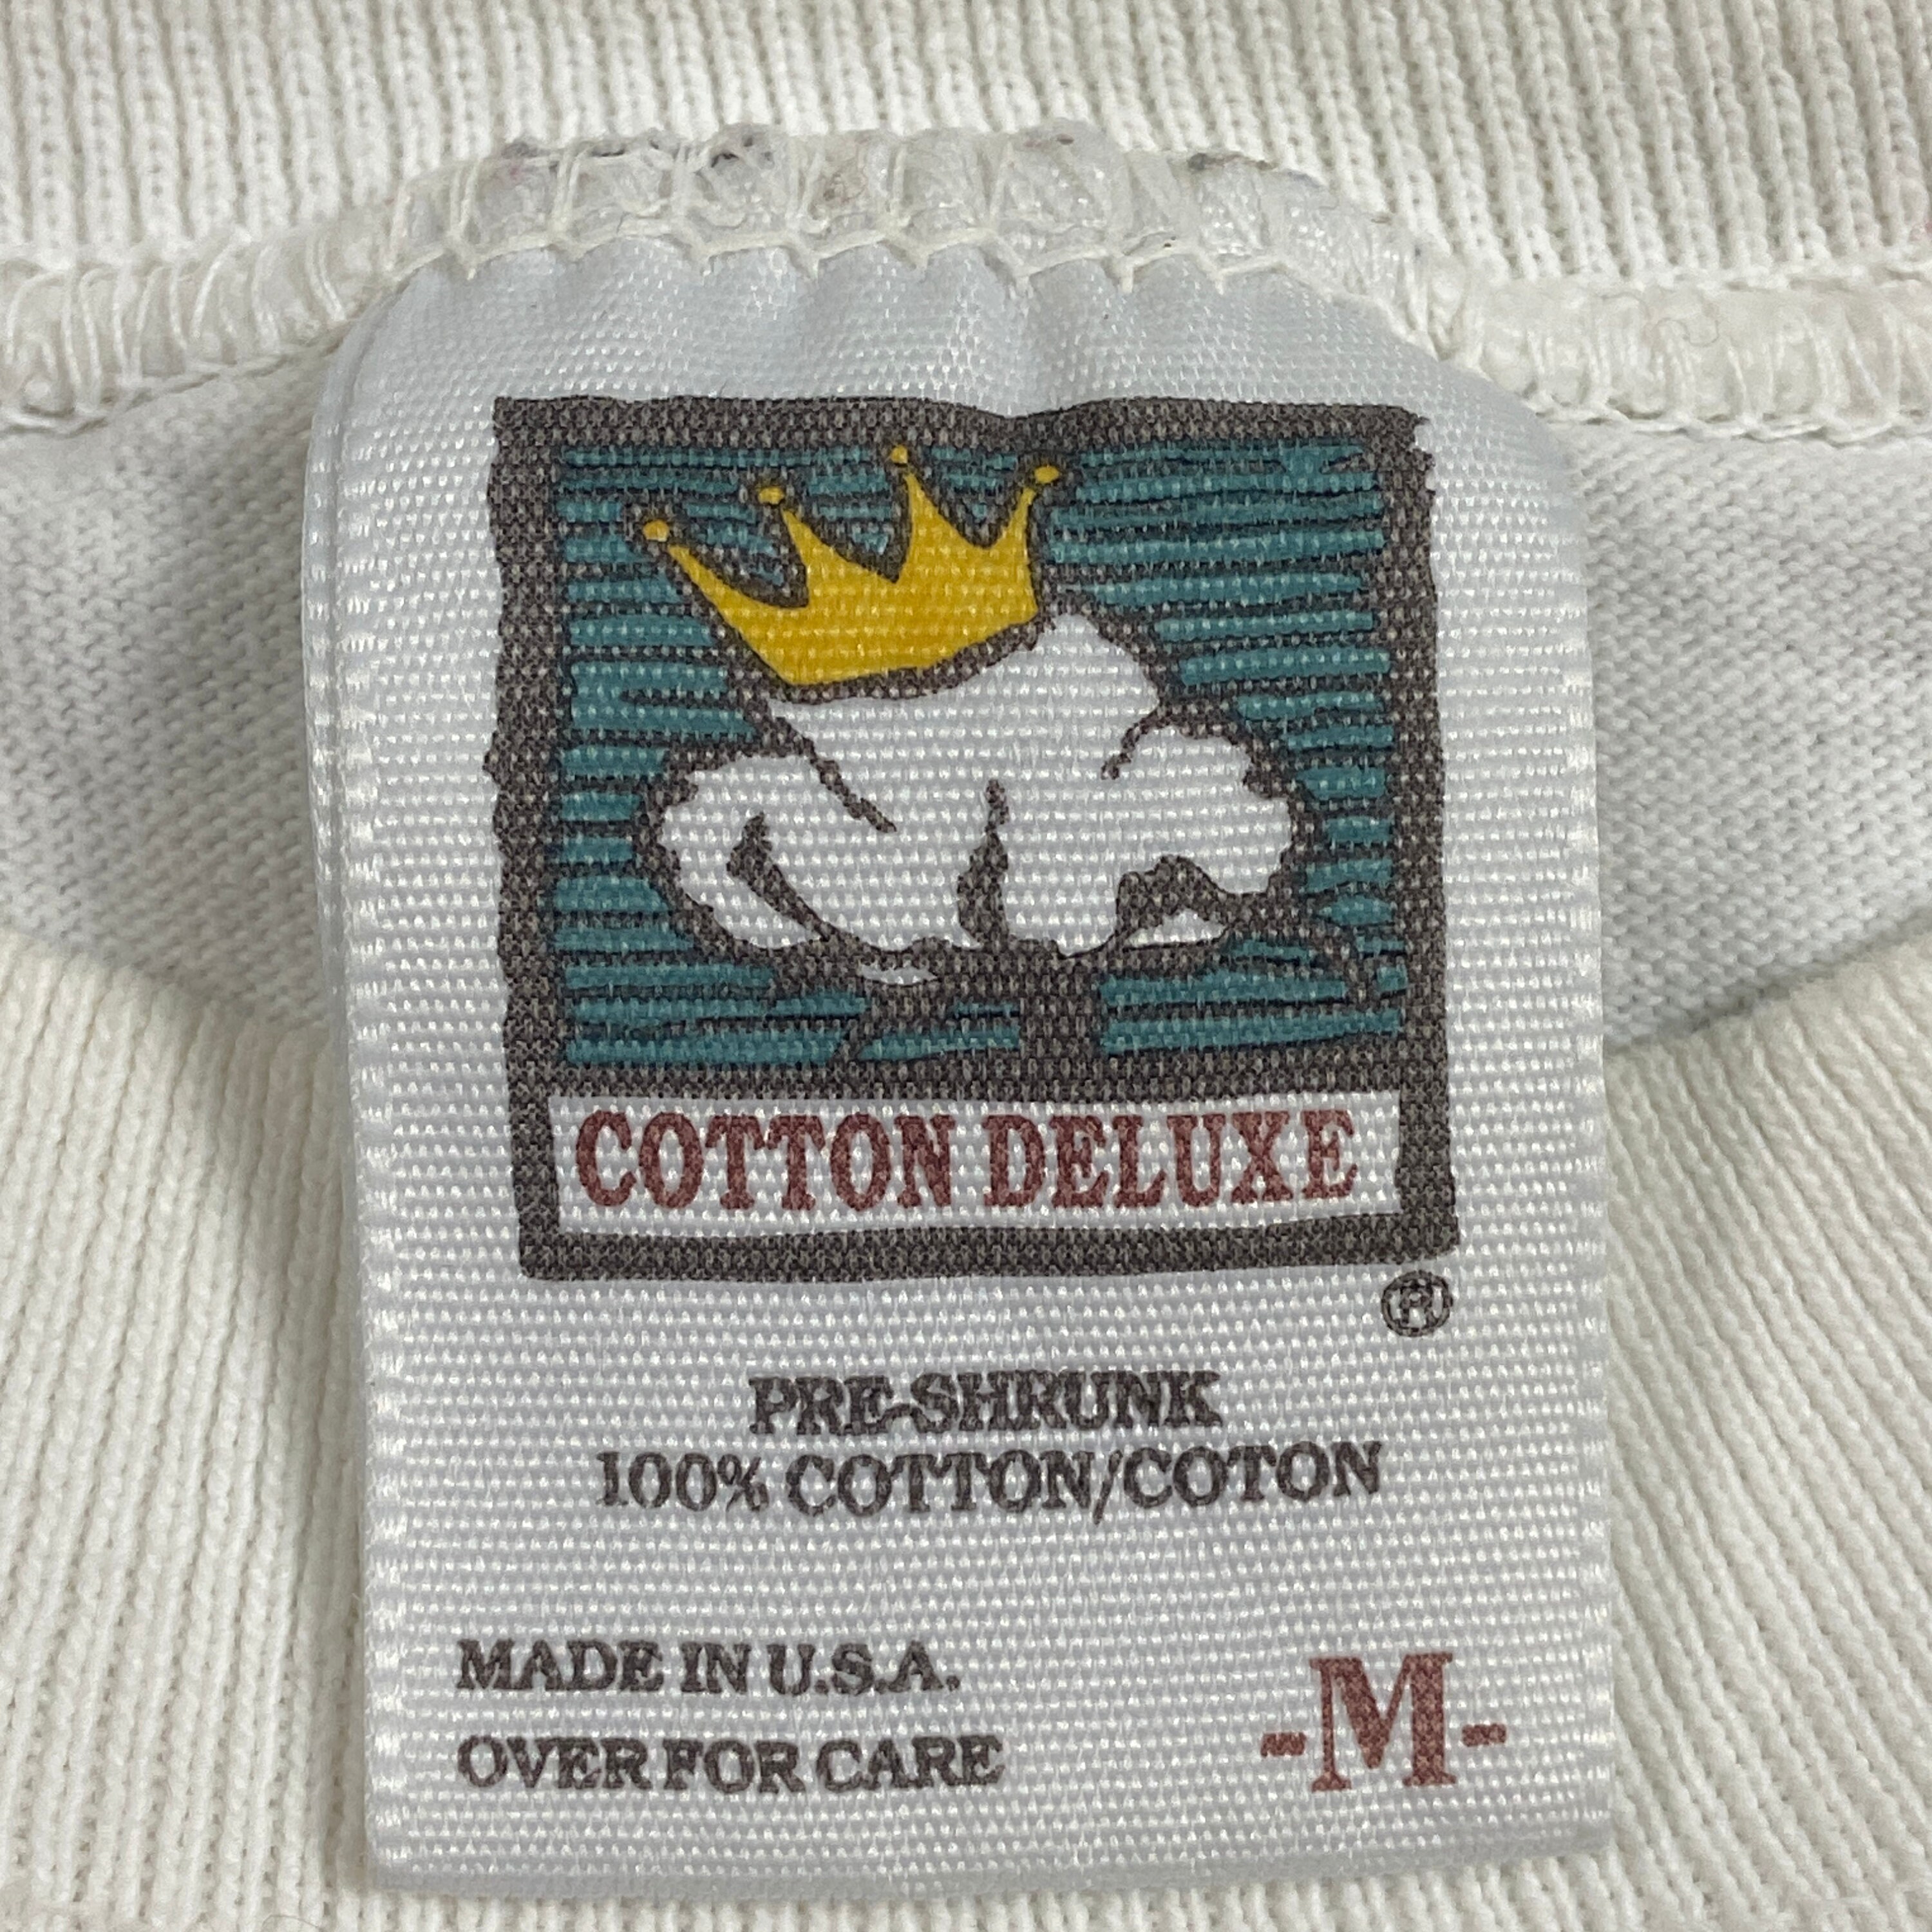 COTTON DELUXE
®
PRE-SHRUNK
100% COTTON/COTON
MADE IN U.S.A.
OVER FOR CARE
-M-